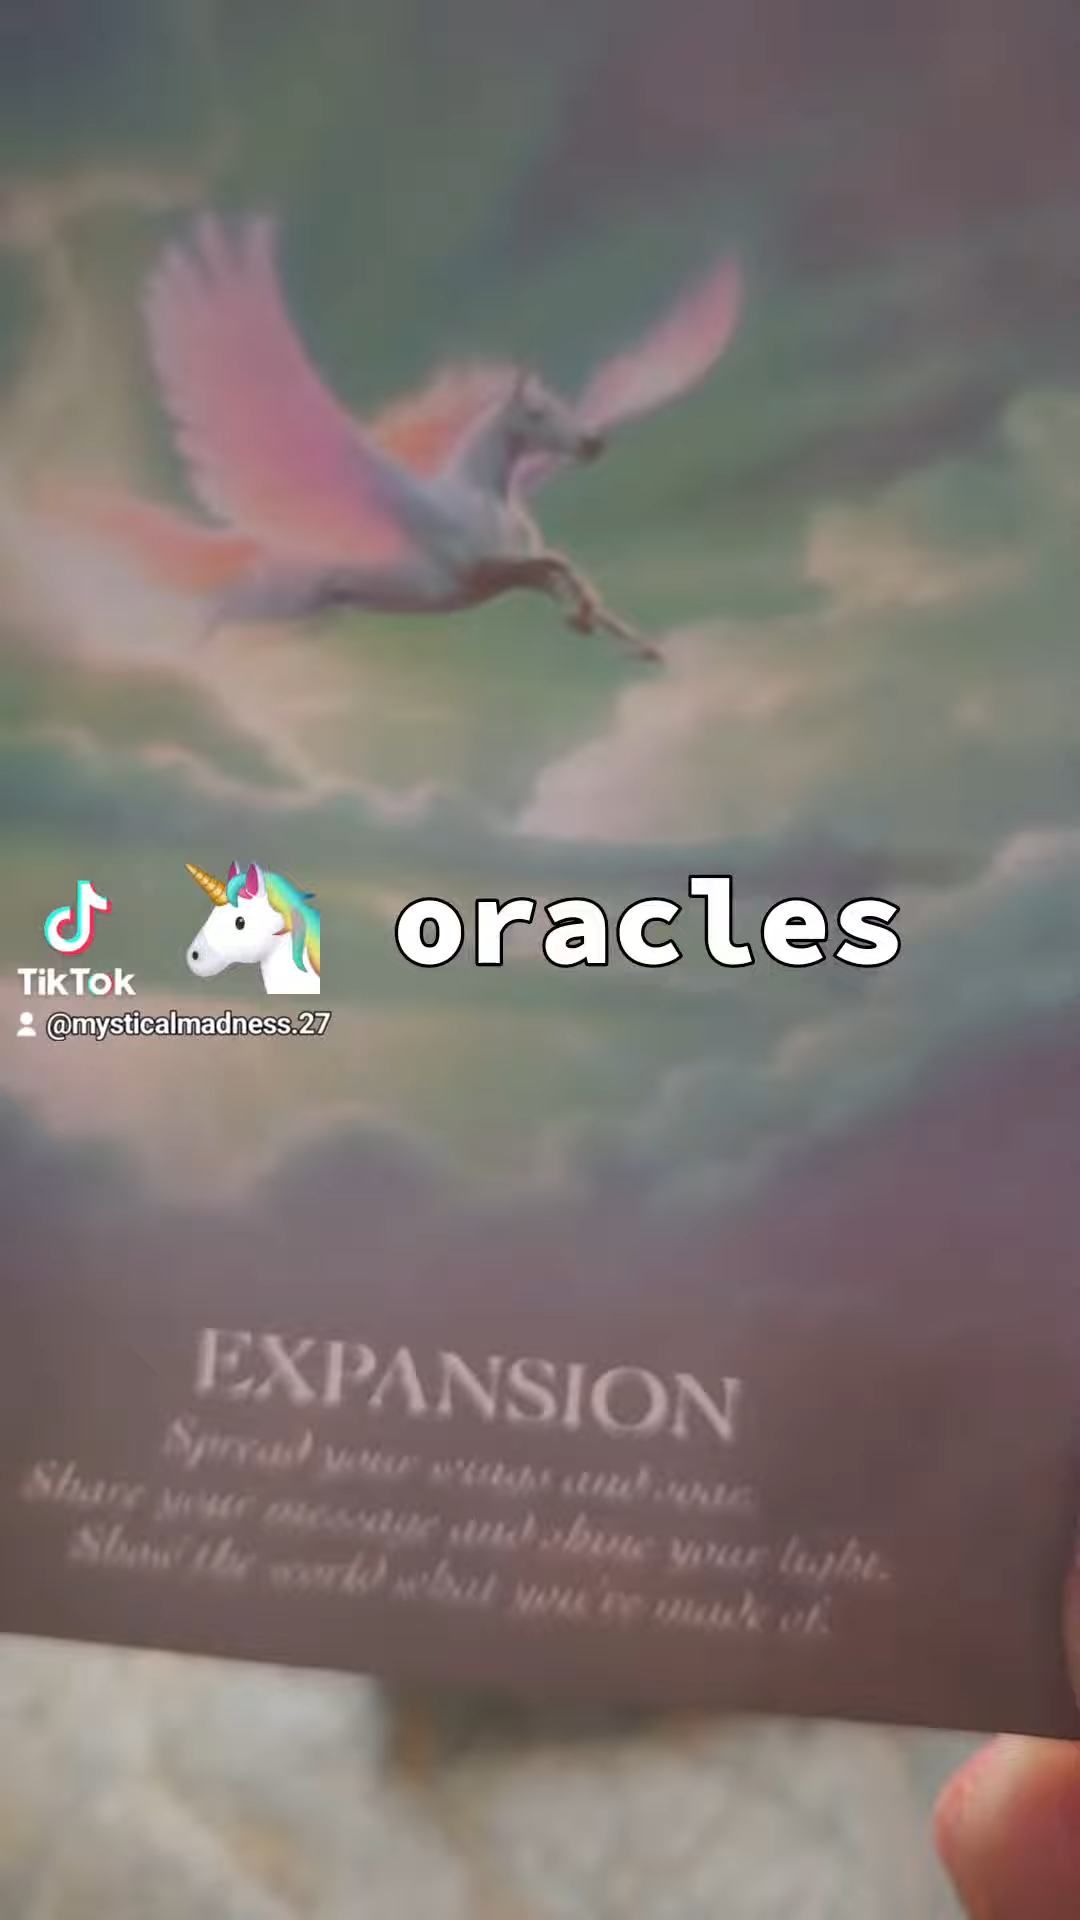 oracles
TikTok
@mysticalmadness.27
EXPANSION
Spread your wings and soar.
Share your message and shine your light.
Show the world what you've made of.